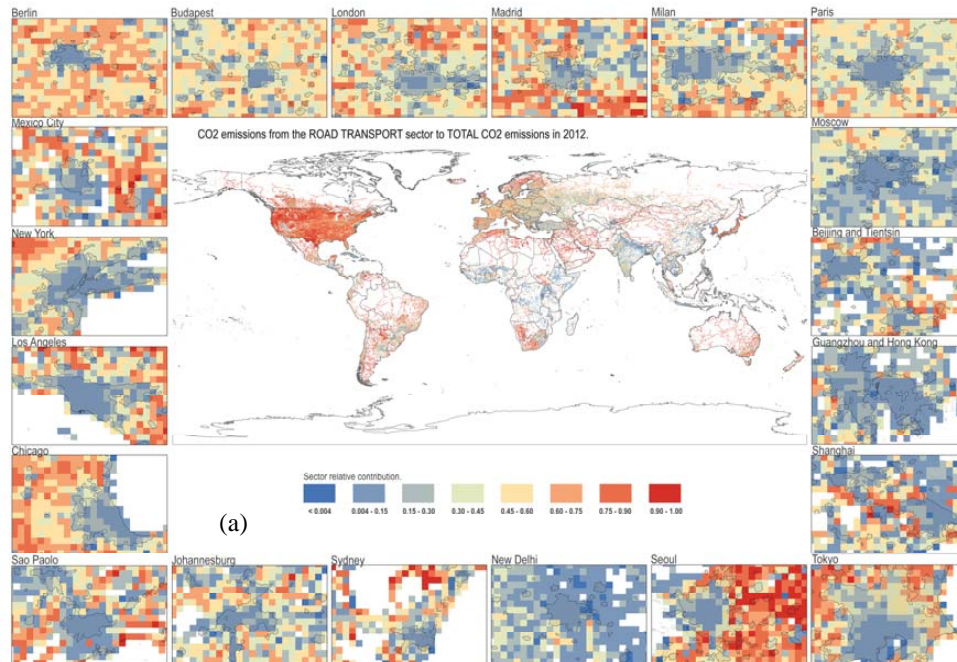 Berlin
Budapest
London
Madrid
Milan
Paris
Mexico City
CO2 emissions from the ROAD TRANSPORT sector to TOTAL CO2 emissions in 2012.
Moscow
New York
Beijing and Tientsin
Los Angeles
Guangzhou and Hong Kong
Chicago
Shanghai
Sector relative contribution.
< 0.004
0.004 - 0.15
0.15 - 0.30
0.30 - 0.45
0.45 - 0.60
0.60 - 0.75
0.75 - 0.90
0.90 - 1.00
(a)
Sao Paolo
Johannesburg
Sydney
New Delhi
Seoul
Tokyo